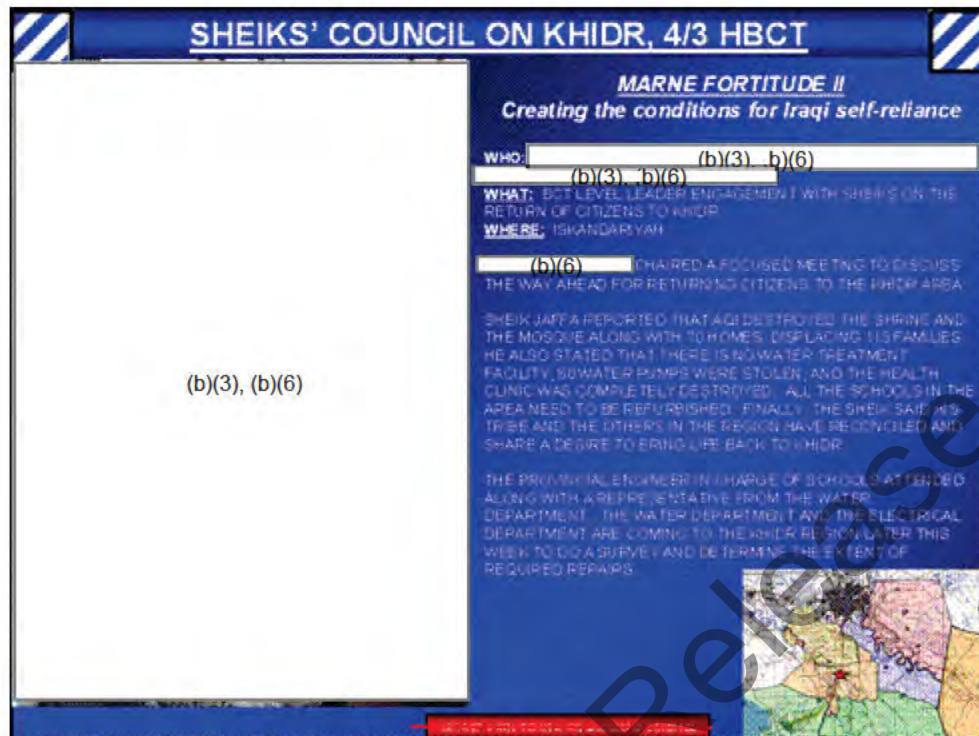 SHEIKS' COUNCIL ON KHIDR, 4/3 HBCT
MARNE FORTITUDE II
Creating the conditions for Iraqi self-reliance
WHO: (b)(3), .b)(6)
(b)(3), .b)(6)
WHAT: BCT LEVEL LEADER ENGAGEMENT WITH SHEIKS ON THE
RETURN OF CITIZENS TO KHIDR
WHERE: ISKANDARIYAH
(b)(6) CHAIRED A FOCUSED MEETING TO DISCUSS
THE WAY AHEAD FOR RETURNING CITIZENS TO THE KHIDR AREA
SHEIK JAFFA REPORTED THAT AQI DESTROYED THE SHRINE AND
THE MOSQUE ALONG WITH 10 HOMES, DISPLACING FAMILIES
HE ALSO STATED THAT THERE IS NO WATER TREATMENT
FACILITY, WATER PUMPS WERE STOLEN, AND THE HEALTH
CLINIC WAS COMPLETELY DESTROYED. ALL THE SCHOOLS IN THE
AREA NEED TO BE REFURBISHED. FINALLY, THE SHEIK SAID HIS
TRIBE AND THE OTHERS IN THE REGION HAVE RECONCILED AND
SHARE A DESIRE TO BRING LIFE BACK TO KHIDR
THE PROVINCIAL ENGINEER IN CHARGE OF SCHOOLS ATTENDED
ALONG WITH A REPRESENTATIVE FROM THE WATER
DEPARTMENT. THE WATER DEPARTMENT AND THE ELECTRICAL
DEPARTMENT ARE COMING TO THE KHIDR REGION LATER THIS
WEEK TO DO A SURVEY AND DETERMINE THE EXTENT OF
REQUIRED REPAIRS
(b)(3), (b)(6)
Release